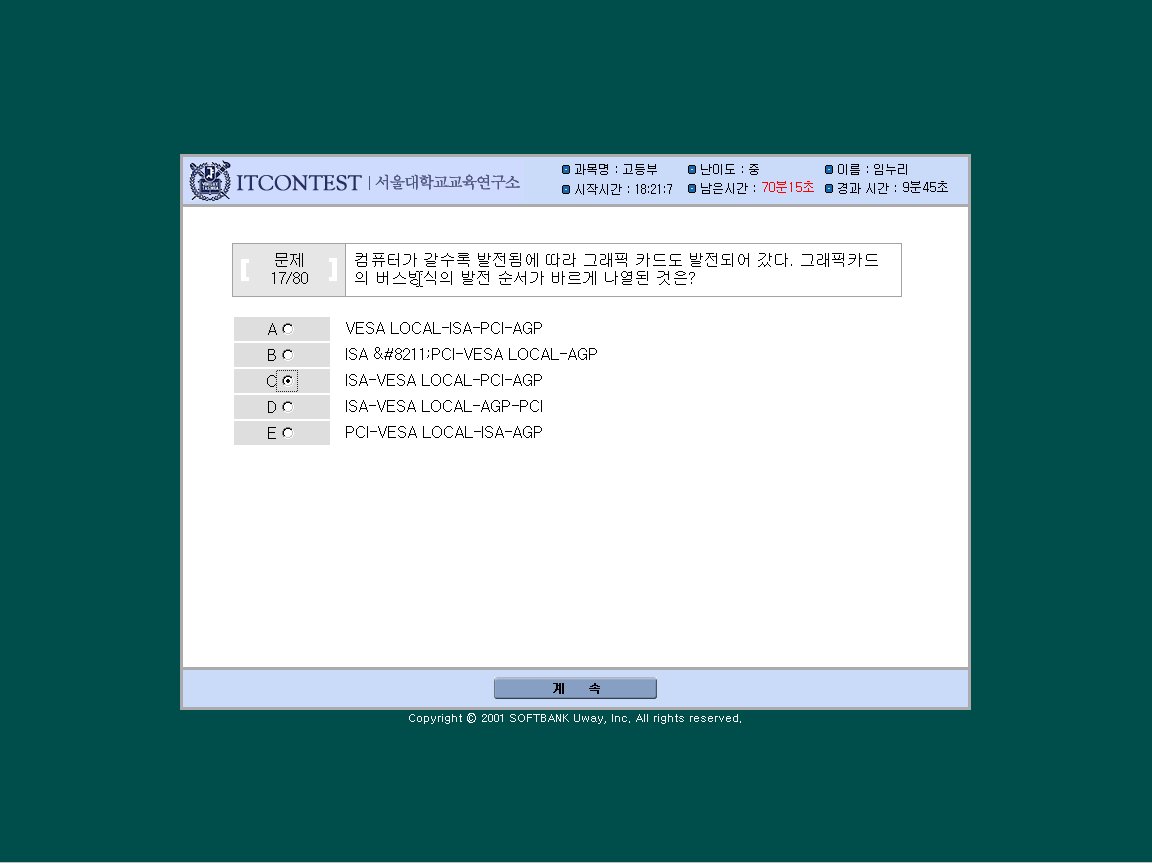 ITCONTEST | 서울대학교교육연구소
과목명 : 고등부 난이도 : 중 이름 : 임누리
시작시간 : 18:21:7 남은시간 : 70분15초 경과 시간 : 9분45초
문제
17/80
컴퓨터가 갈수록 발전됨에 따라 그래픽 카드도 발전되어 갔다. 그래픽카드
의 버스방식의 발전 순서가 바르게 나열된 것은?
A VESA LOCAL-ISA-PCI-AGP
B ISA &#8211;PCI-VESA LOCAL-AGP
C ISA-VESA LOCAL-PCI-AGP
D ISA-VESA LOCAL-AGP-PCI
E PCI-VESA LOCAL-ISA-AGP
계 속
Copyright © 2001 SOFTBANK Uway, Inc. All rights reserved.